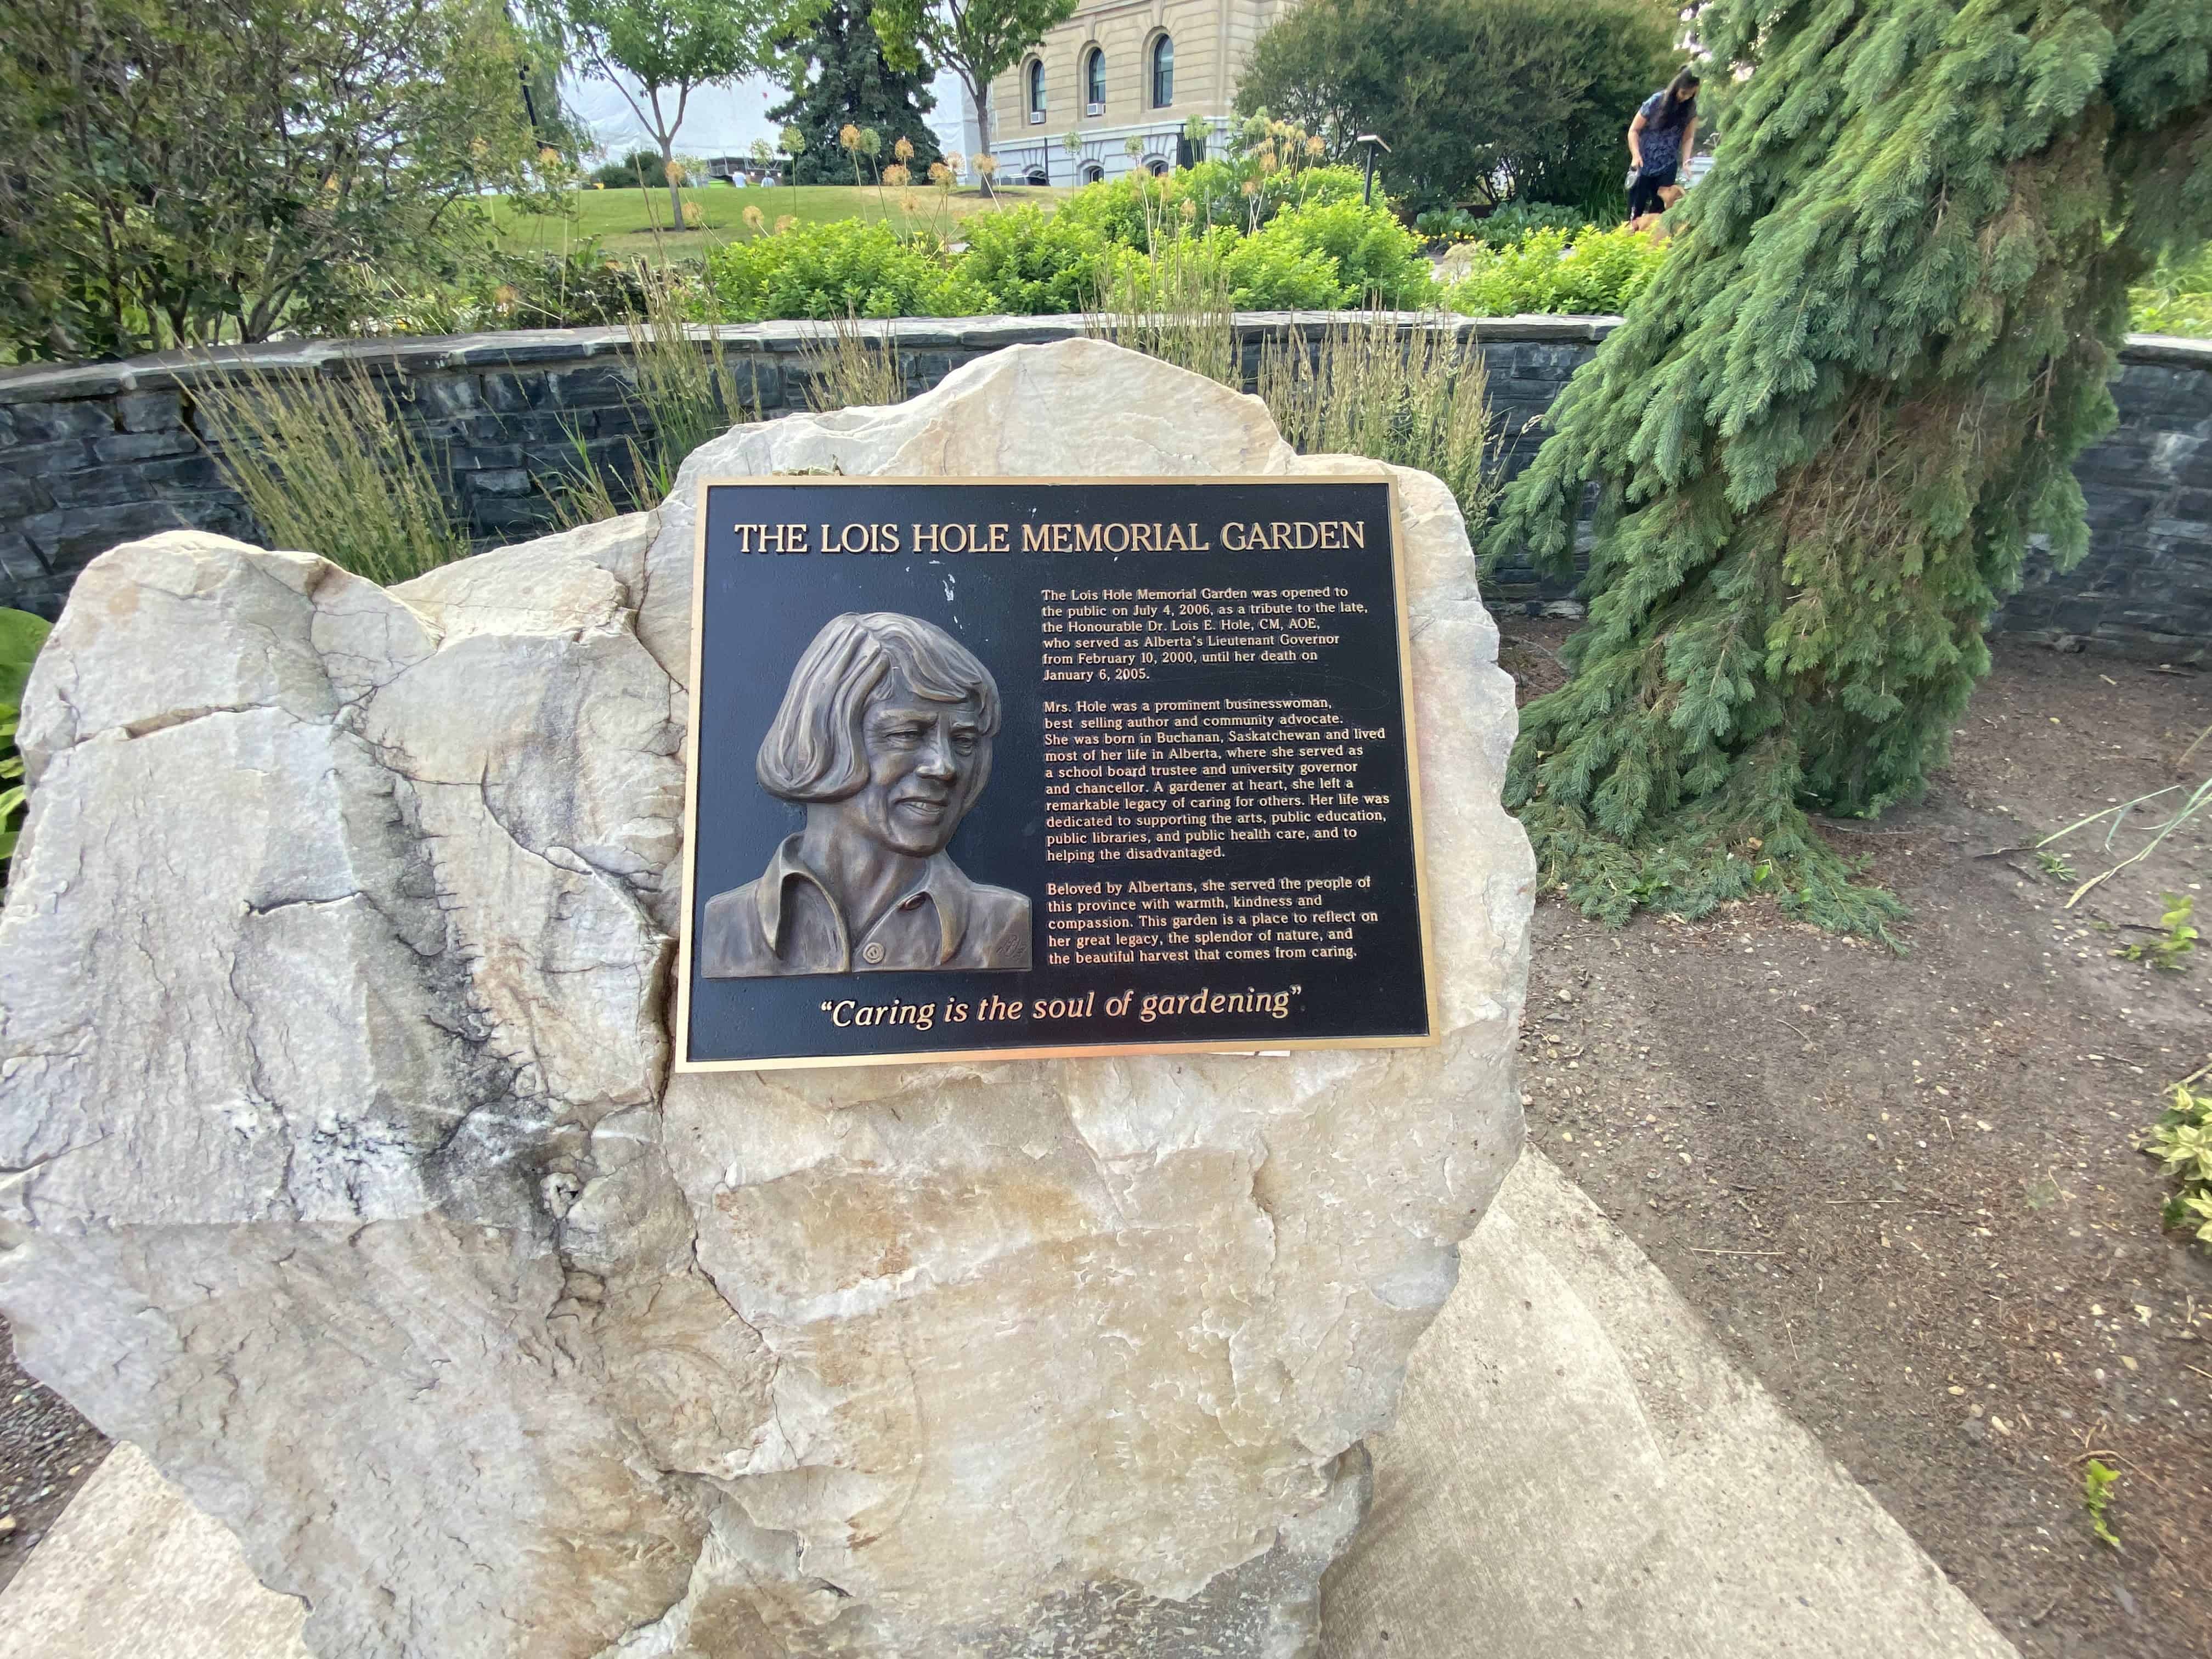 THE LOIS HOLE MEMORIAL GARDEN
The Lois Hole Memorial Garden was opened to
the public on July 4, 2006, as a tribute to the late,
the Honourable Dr. Lois E. Hole, CM, AOE,
who served as Alberta's Lieutenant Governor
from February 10, 2000, until her death on
January 6, 2005.
Mrs. Hole was a prominent businesswoman,
best selling author and community advocate.
She was born in Buchanan, Saskatchewan and lived
most of her life in Alberta, where she served as
a school board trustee and university governor
and chancellor. A gardener at heart, she left a
remarkable legacy of caring for others. Her life was
dedicated to supporting the arts, public education,
public libraries, and public health care, and to
helping the disadvantaged.
Beloved by Albertans, she served the people of
this province with warmth, kindness and
compassion. This garden is a place to reflect on
her great legacy, the splendor of nature, and
the beautiful harvest that comes from caring.
"Caring is the soul of gardening"